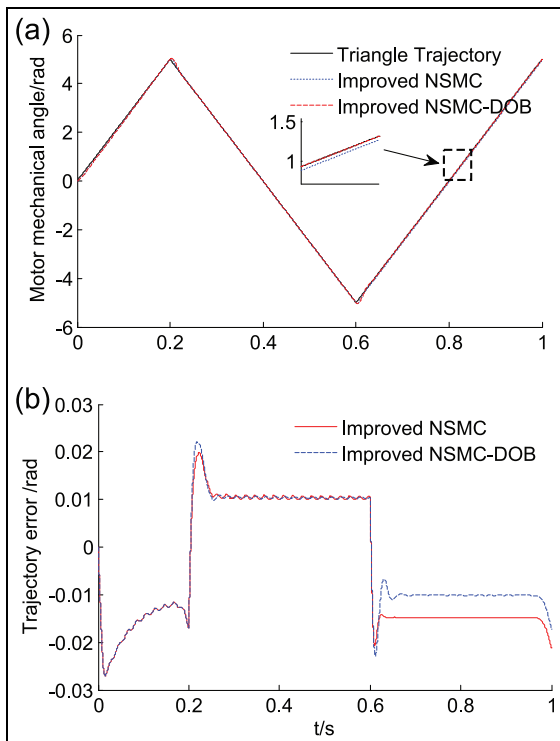 (a)
6
4
2
0
-2
-4
-6
Motor mechanical angle/rad
Triangle Trajectory
Improved NSMC
Improved NSMC-DOB
1.5
1
0 0.2 0.4 0.6 0.8 1
(b)
0.03
0.02
0.01
0
-0.01
-0.02
-0.03
Trajectory error /rad
Improved NSMC
Improved NSMC-DOB
0 0.2 0.4 0.6 0.8 1
t/s